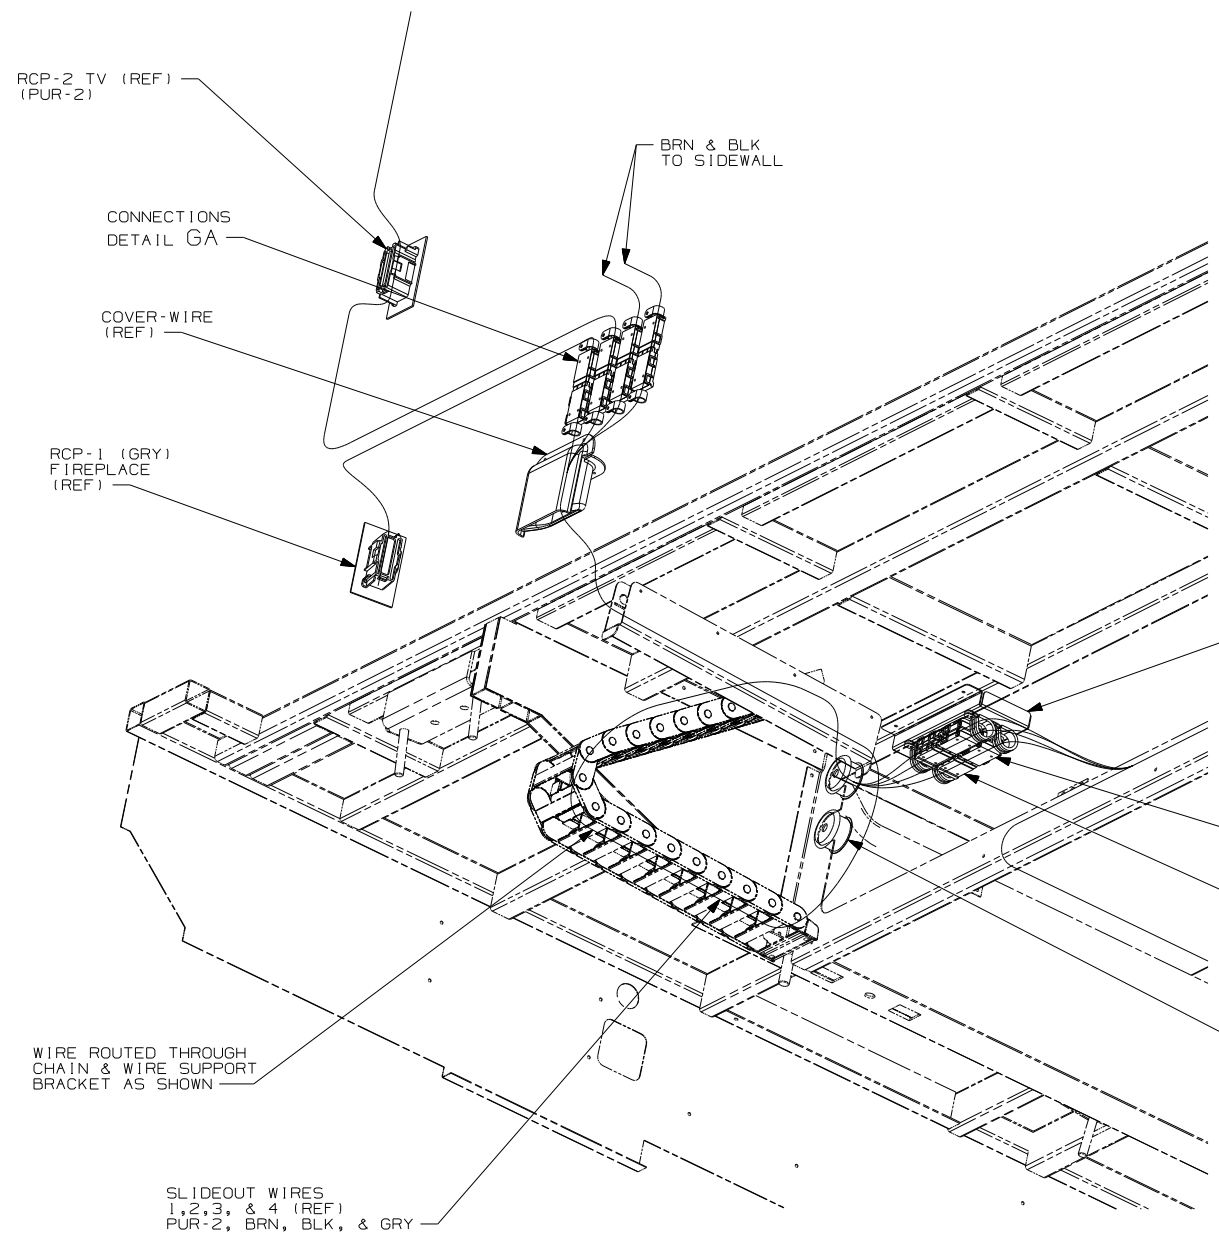 RCP-2 TV (REF)
(PUR-2)
BRN & BLK
TO SIDEWALL
CONNECTIONS
DETAIL GA
COVER-WIRE
(REF)
RCP-1 (GRY)
FIREPLACE
(REF)
WIRE ROUTED THROUGH
CHAIN & WIRE SUPPORT
BRACKET AS SHOWN
SLIDEOUT WIRES
1,2,3, & 4 (REF)
PUR-2, BRN, BLK, & GRY